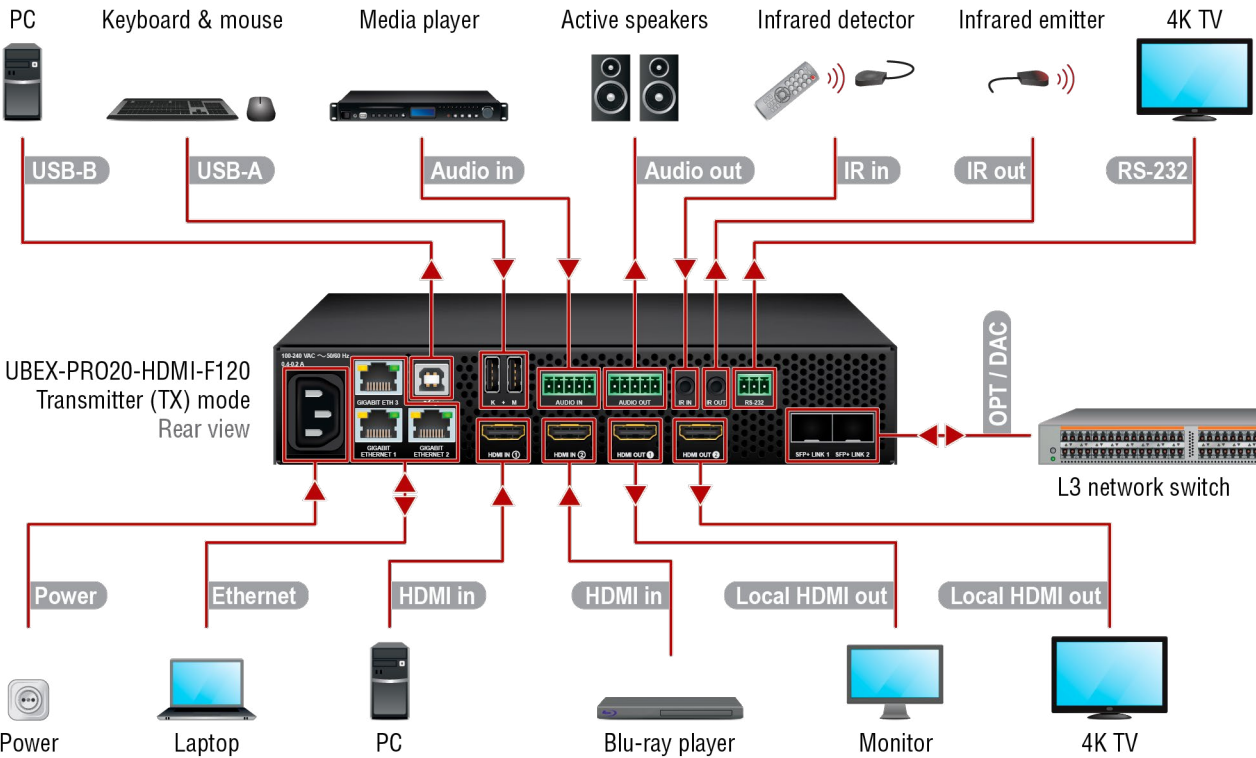 PC
Keyboard & mouse
Media player
Active speakers
Infrared detector
Infrared emitter
4K TV
USB-B
USB-A
Audio in
Audio out
IR in
IR out
RS-232
UBEX-PRO20-HDMI-F120
Transmitter (TX) mode
Rear view
100-240 VAC ～50/60 Hz
0.4-0.2 A
GIGABIT ETH 3
K + M
AUDIO IN
AUDIO OUT
IR IN
IR OUT
RS-232
GIGABIT
ETHERNET 1
GIGABIT
ETHERNET 2
HDMI IN ①
HDMI IN ②
HDMI OUT ❶
HDMI OUT ❷
SFP+ LINK 1
SFP+ LINK 2
OPT / DAC
L3 network switch
Power
Ethernet
HDMI in
HDMI in
Local HDMI out
Local HDMI out
Power
Laptop
PC
Blu-ray player
Monitor
4K TV